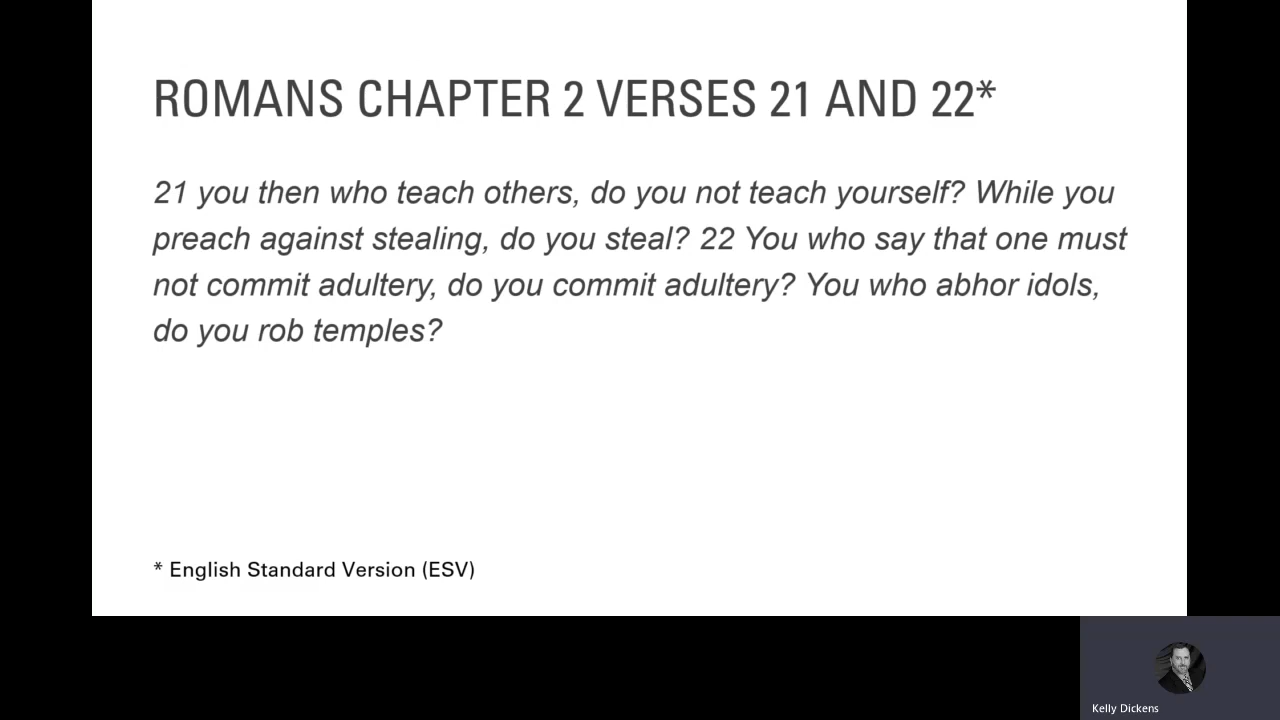 ROMANS CHAPTER 2 VERSES 21 AND 22*
21 you then who teach others, do you not teach yourself? While you
preach against stealing, do you steal? 22 You who say that one must
not commit adultery, do you commit adultery? You who abhor idols,
do you rob temples?
* English Standard Version (ESV)
Kelly Dickens